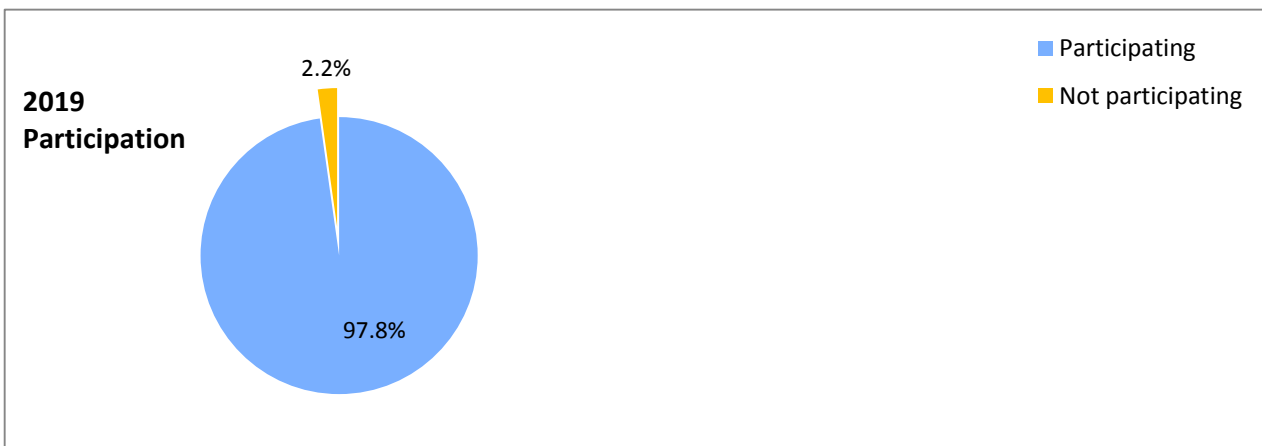 2019
Participation
2.2%
97.8%
Participating
Not participating